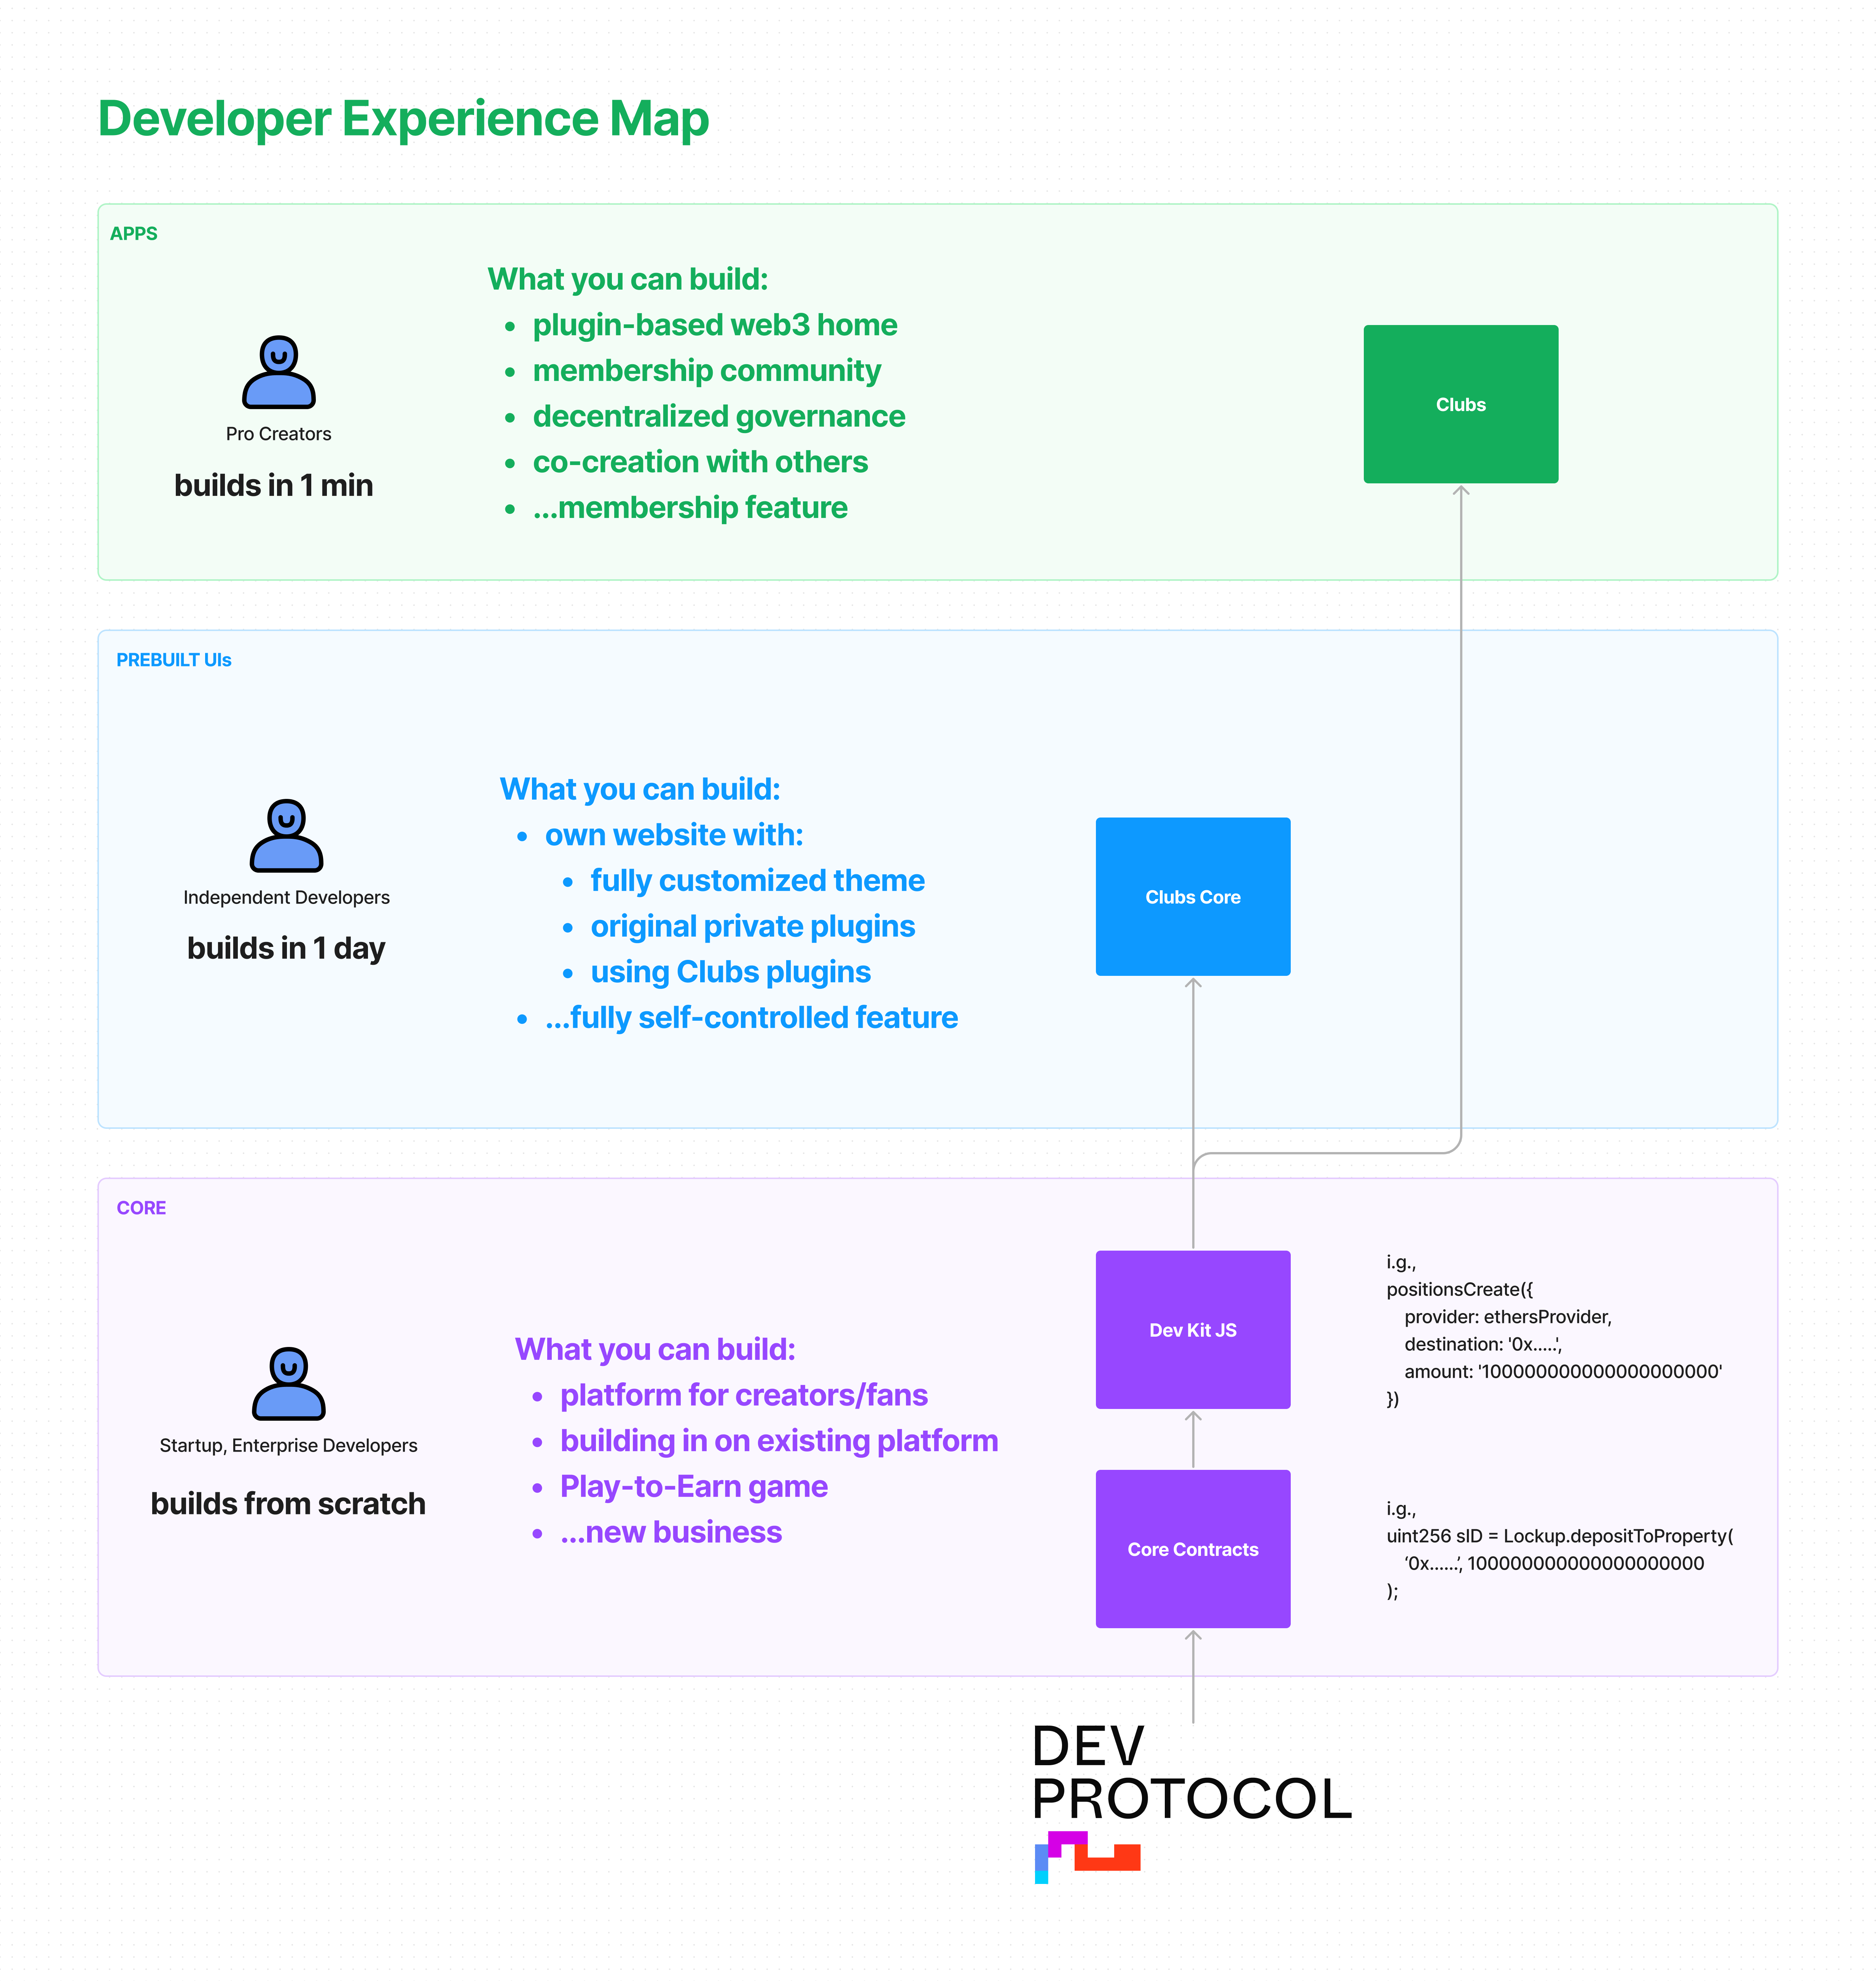 Developer Experience Map
APPS
Pro Creators
builds in 1 min
What you can build:
• plugin-based web3 home
• membership community
• decentralized governance
• co-creation with others
• ...membership feature
Clubs
PREBUILT UIs
Independent Developers
builds in 1 day
What you can build:
• own website with:
• fully customized theme
• original private plugins
• using Clubs plugins
• ...fully self-controlled feature
Clubs Core
CORE
Startup, Enterprise Developers
builds from scratch
What you can build:
• platform for creators/fans
• building in on existing platform
• Play-to-Earn game
• ...new business
Dev Kit JS
i.g.,
positionsCreate({
provider: ethersProvider,
destination: '0x.....',
amount: '100000000000000000000'
})
Core Contracts
i.g.,
uint256 sID = Lockup.depositToProperty(
‘0x......’, 100000000000000000000
);
DEV
PROTOCOL